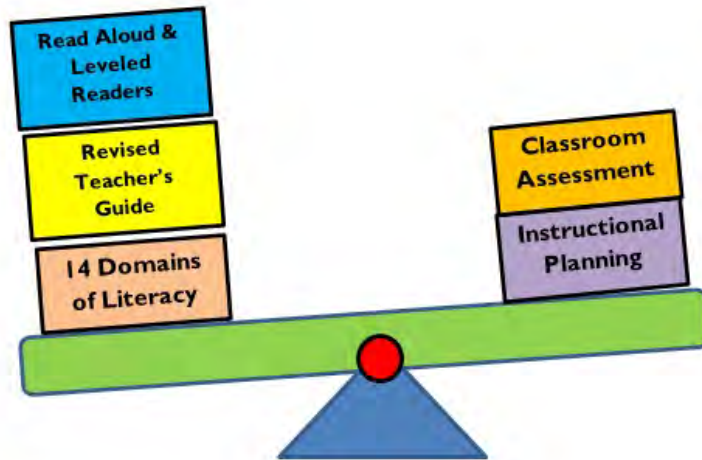 Read Aloud &
Leveled
Readers
Revised
Teacher's
Guide
14 Domains
of Literacy
Classroom
Assessment
Instructional
Planning